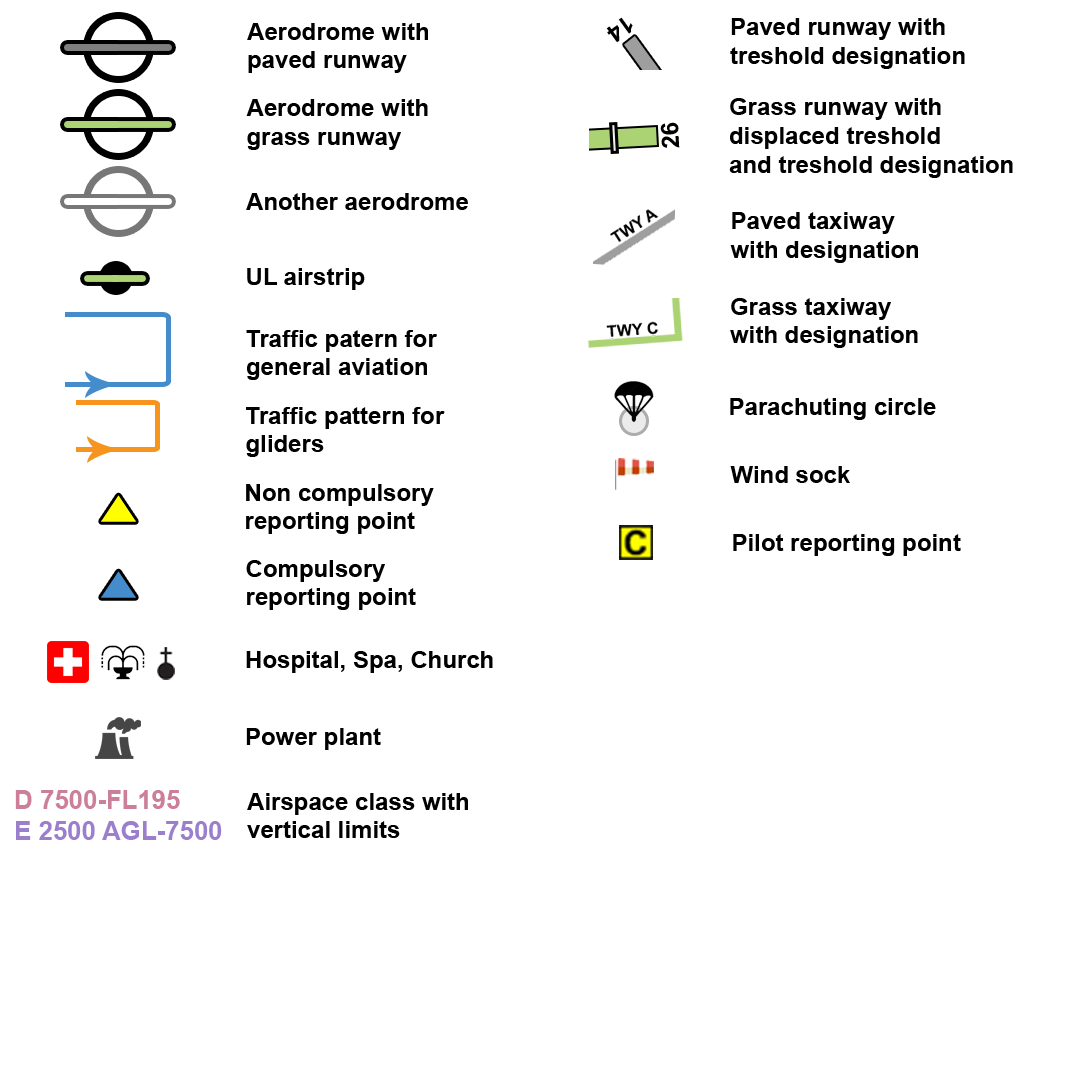 Aerodrome with
paved runway
Aerodrome with
grass runway
Another aerodrome
UL airstrip
Traffic patern for
general aviation
Traffic pattern for
gliders
Non compulsory
reporting point
Compulsory
reporting point
Hospital, Spa, Church
Power plant
D 7500-FL195
E 2500 AGL-7500
Airspace class with
vertical limits
14
Paved runway with
treshold designation
26
Grass runway with
displaced treshold
and treshold designation
TWY A
Paved taxiway
with designation
TWY C
Grass taxiway
with designation
Parachuting circle
Wind sock
C
Pilot reporting point